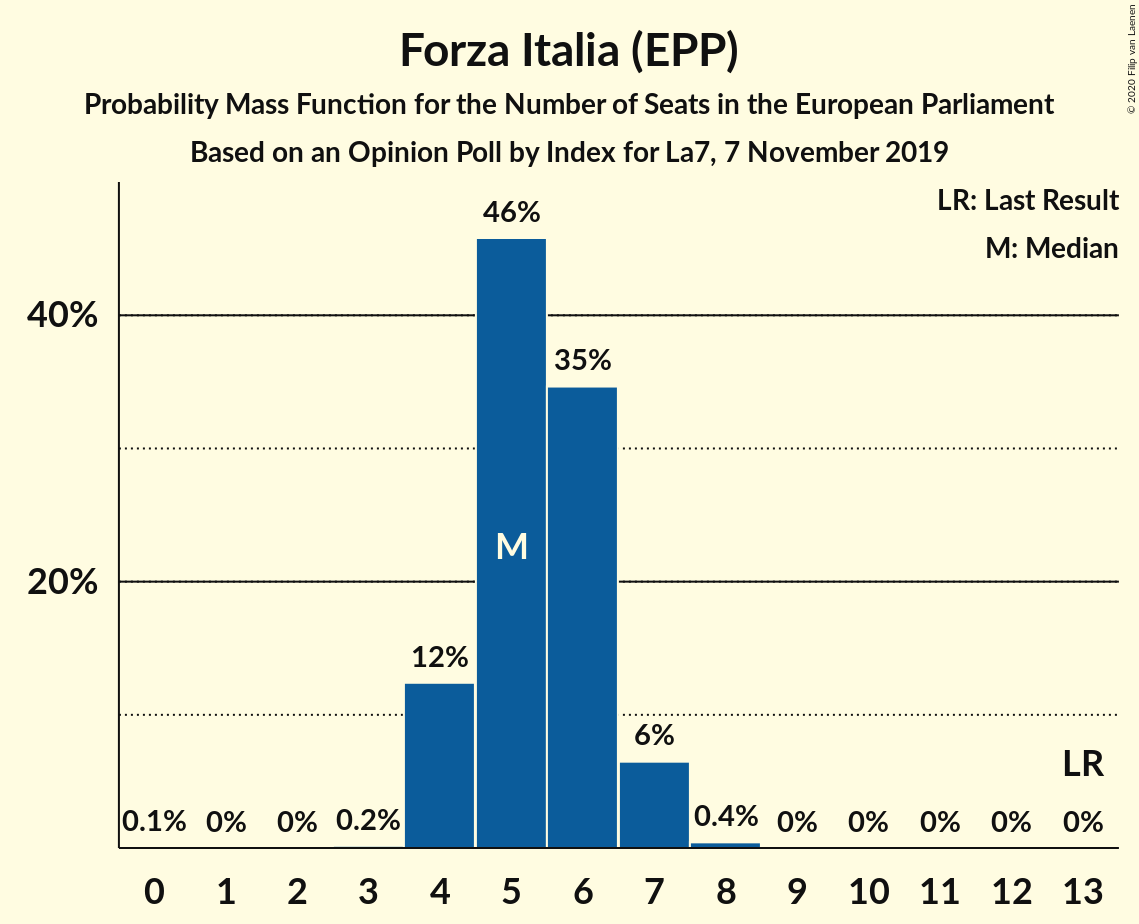 Forza Italia (EPP)
Probability Mass Function for the Number of Seats in the European Parliament
Based on an Opinion Poll by Index for La7, 7 November 2019
© 2020 Filip van Laenen
LR: Last Result
M: Median
46%
40%
35%
M
20%
12%
6%
LR
0.1% 0% 0% 0.2% 0.4% 0% 0% 0% 0% 0%
0 1 2 3 4 5 6 7 8 9 10 11 12 13